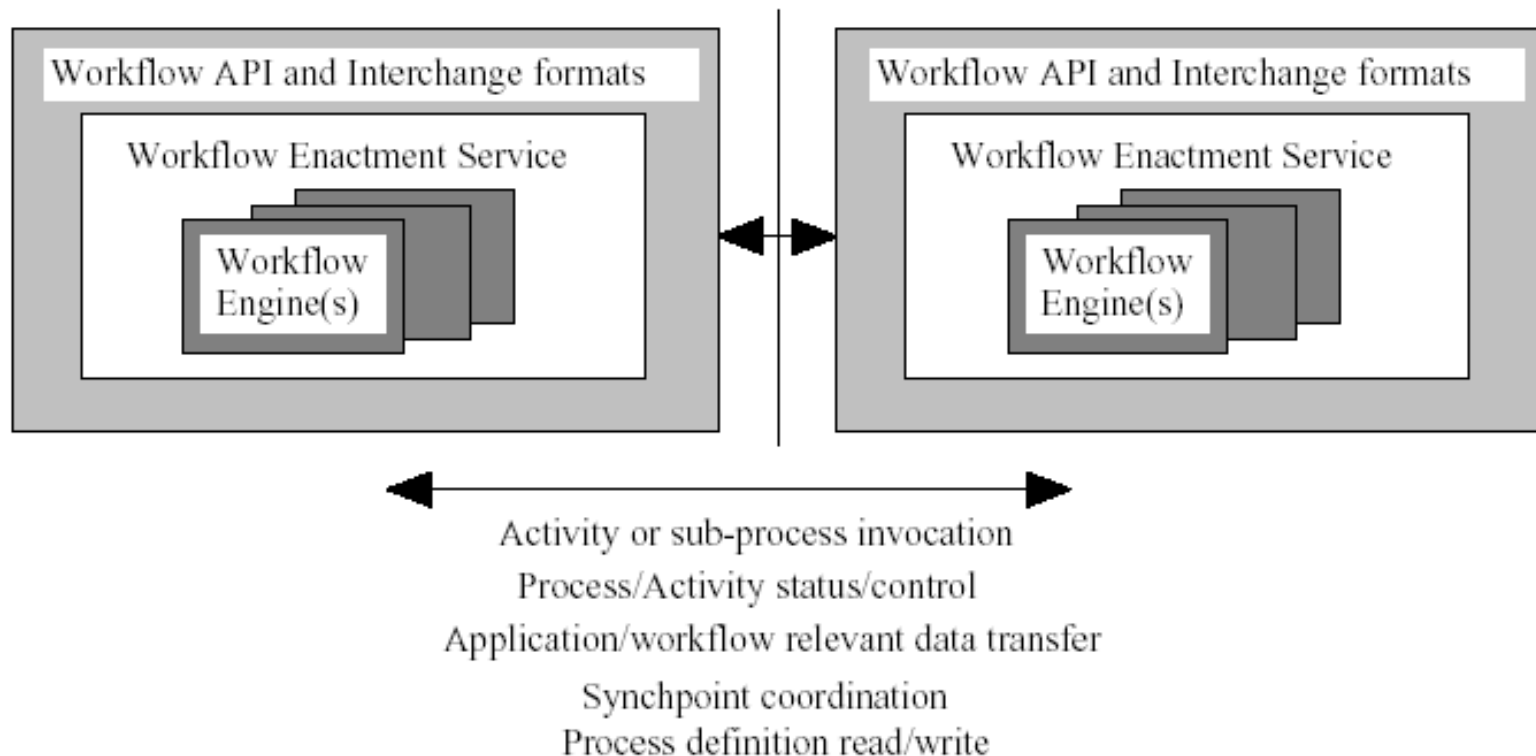 Workflow API and Interchange formats
Workflow Enactment Service
Workflow
Engine(s)
Workflow API and Interchange formats
Workflow Enactment Service
Workflow
Engine(s)
Activity or sub-process invocation
Process/Activity status/control
Application/workflow relevant data transfer
Synchpoint coordination
Process definition read/write